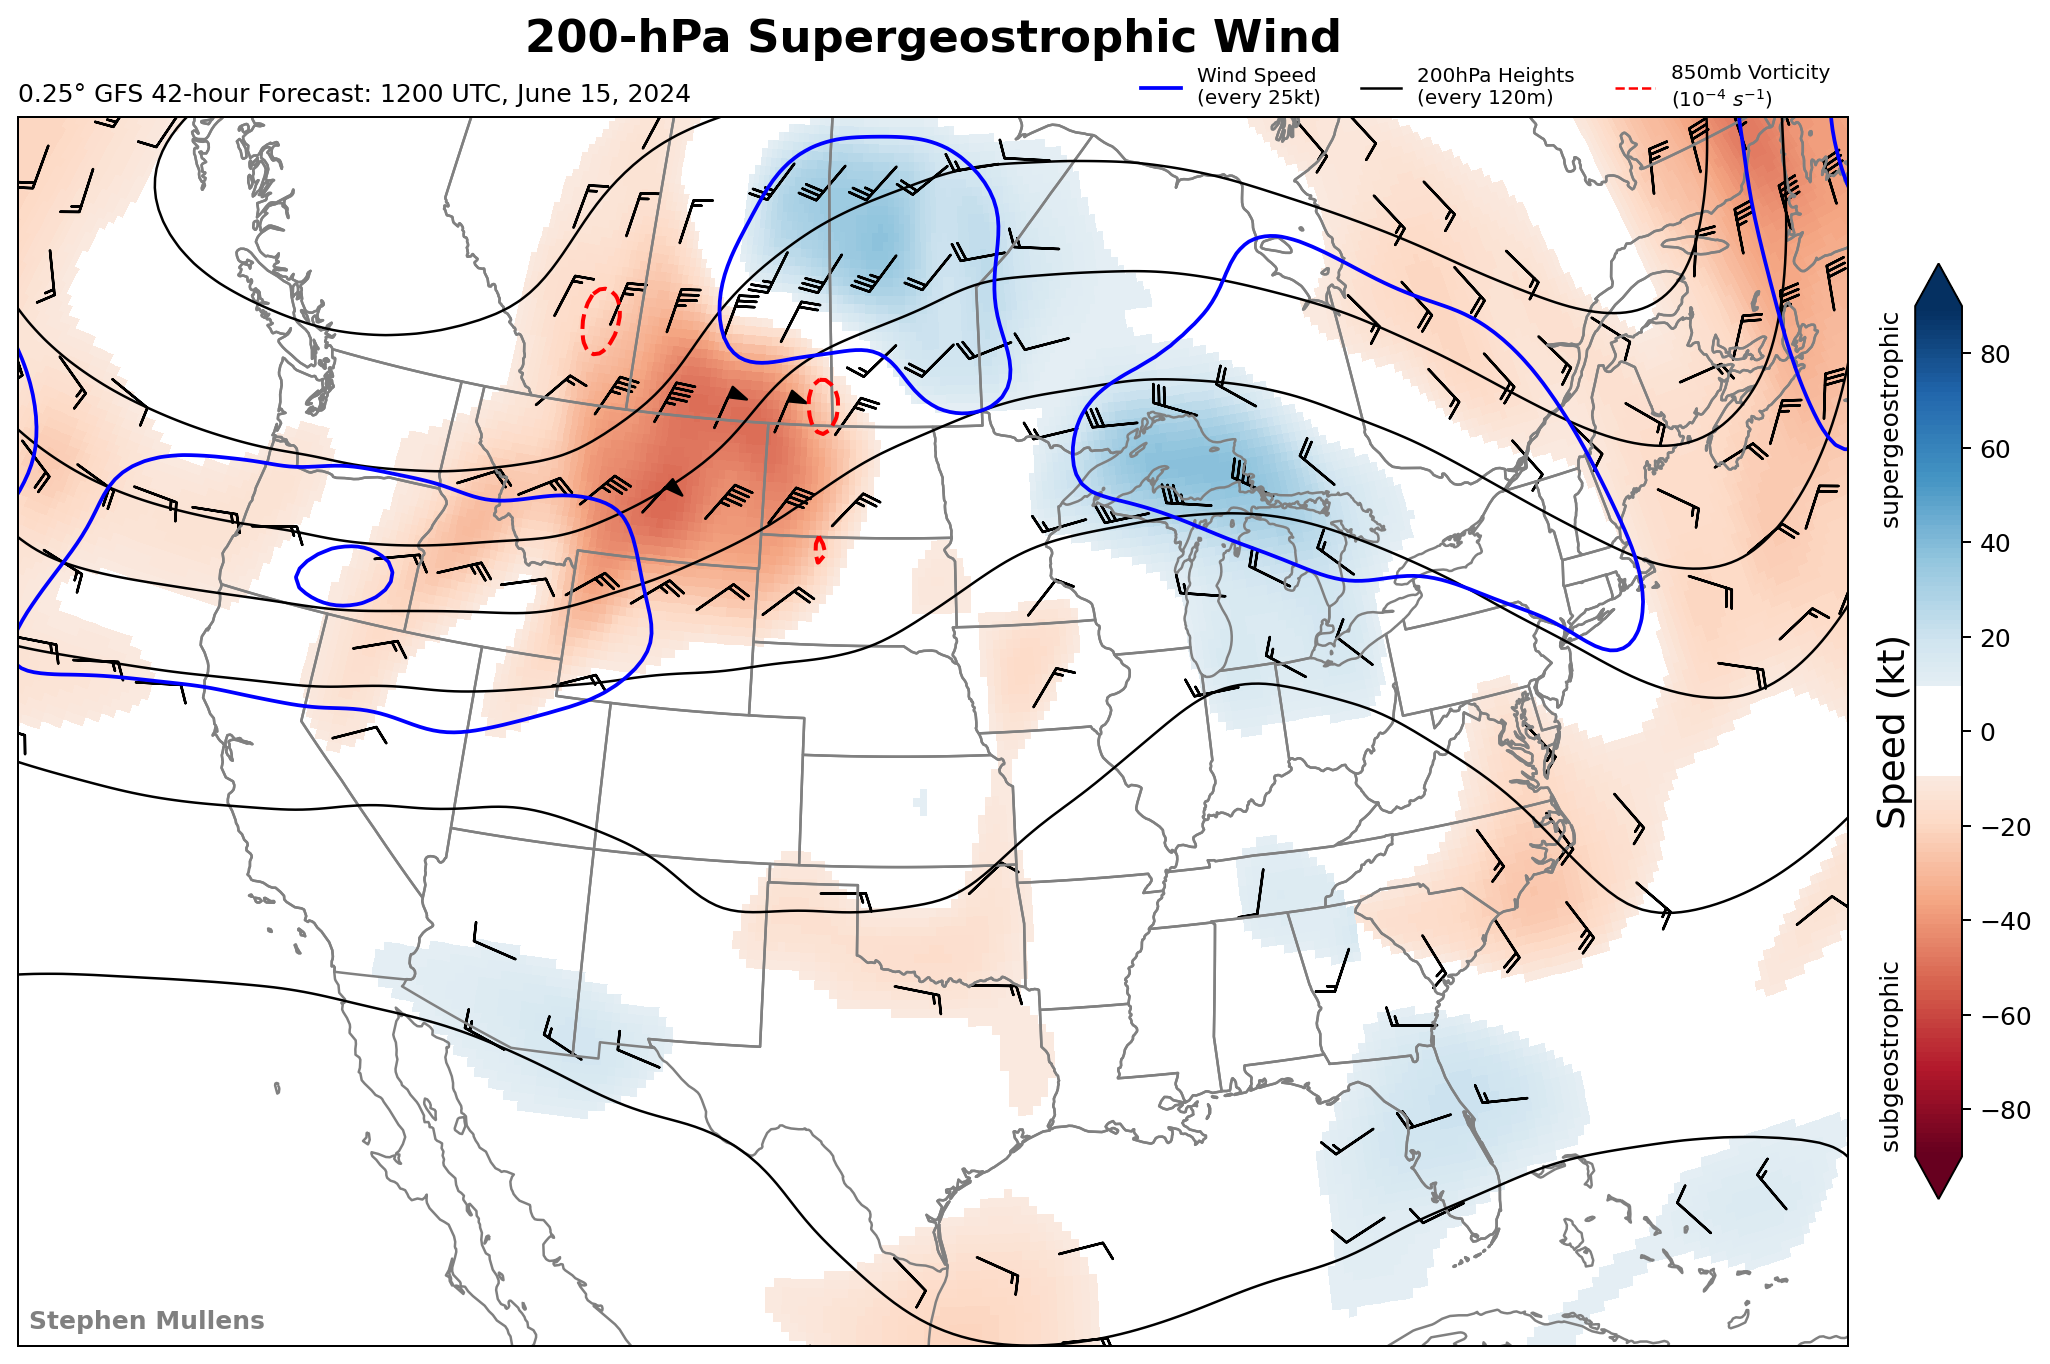 200-hPa Supergeostrophic Wind
0.25° GFS 42-hour Forecast: 1200 UTC, June 15, 2024
Wind Speed
(every 25kt)
200hPa Heights
(every 120m)
850mb Vorticity
(10⁻⁴ s⁻¹)
supergeostrophic
Speed (kt)
subgeostrophic
80
60
40
20
0
−20
−40
−60
−80
Stephen Mullens